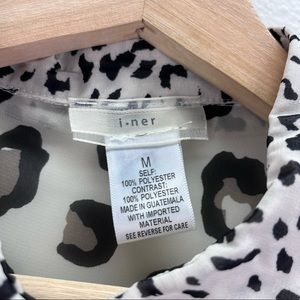 i-ner
M
SELF:
100% POLYESTER
CONTRAST:
100% POLYESTER
MADE IN GUATEMALA
WITH IMPORTED
MATERIAL
SEE REVERSE FOR CARE